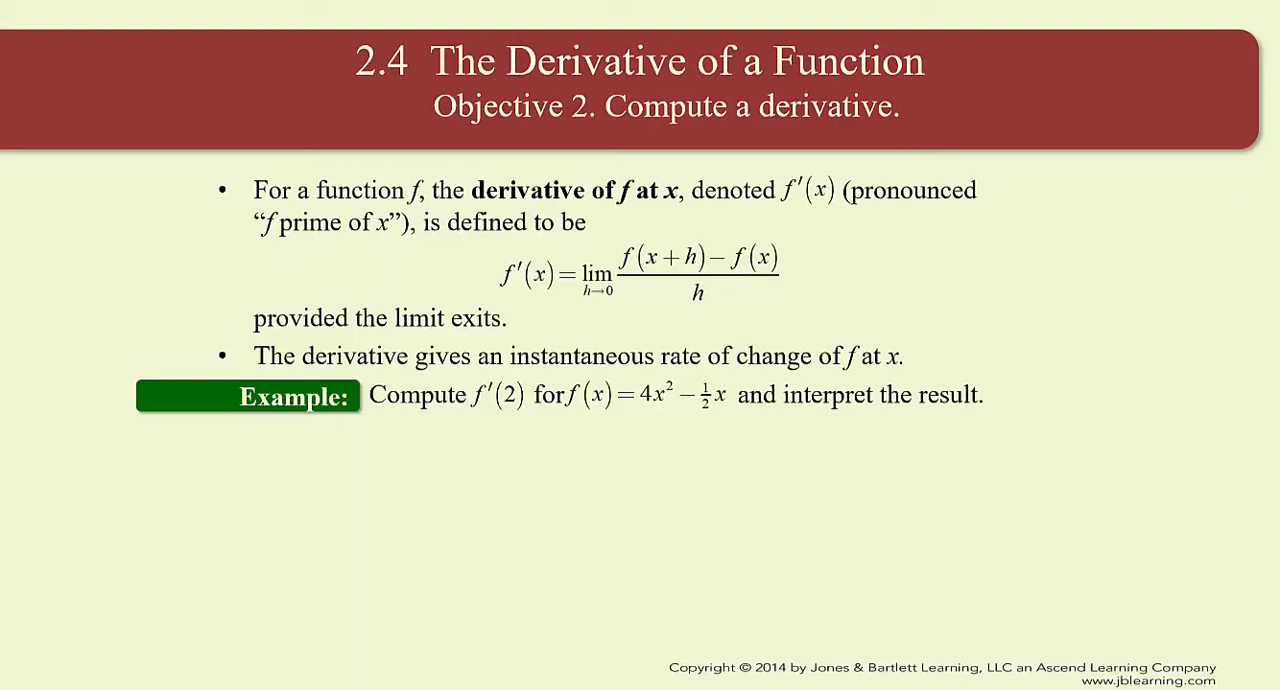 2.4 The Derivative of a Function
Objective 2. Compute a derivative.
• For a function f, the derivative of f at x, denoted f′(x) (pronounced
“f prime of x”), is defined to be
f′(x) = lim h→0 f(x + h) − f(x) / h
provided the limit exits.
• The derivative gives an instantaneous rate of change of f at x.
Example: Compute f′(2) for f(x) = 4x² − ½x and interpret the result.
Copyright © 2014 by Jones & Bartlett Learning, LLC an Ascend Learning Company
www.jblearning.com